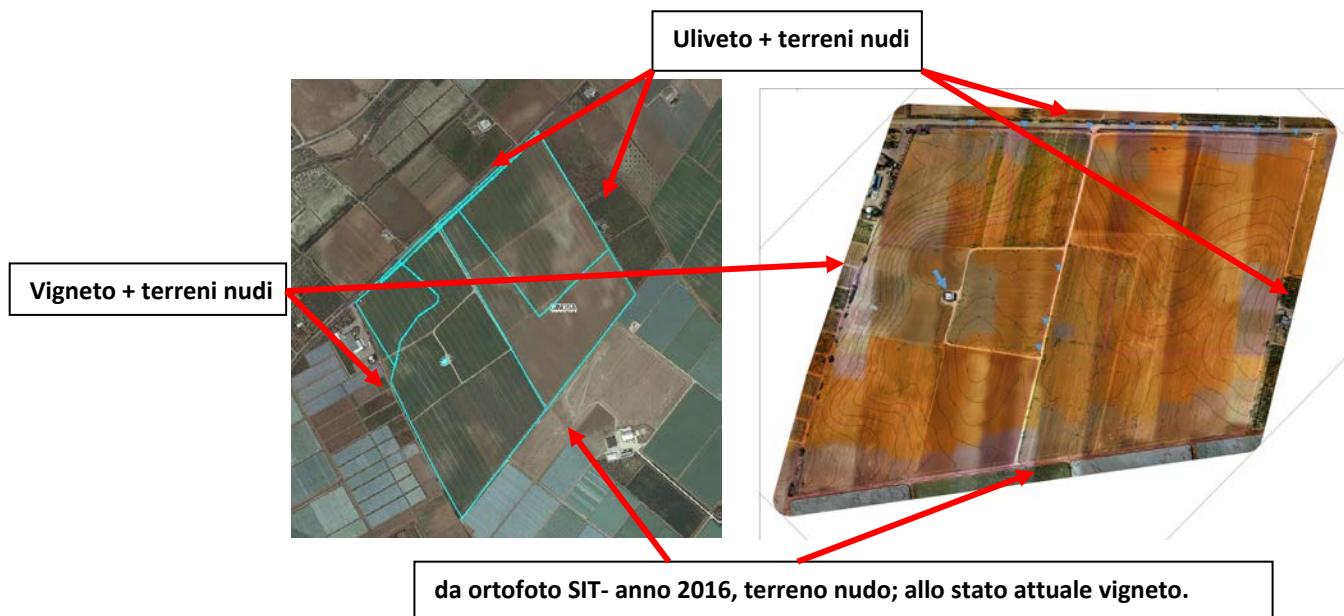 Uliveto + terreni nudi
Vigneto + terreni nudi
da ortofoto SIT- anno 2016, terreno nudo; allo stato attuale vigneto.